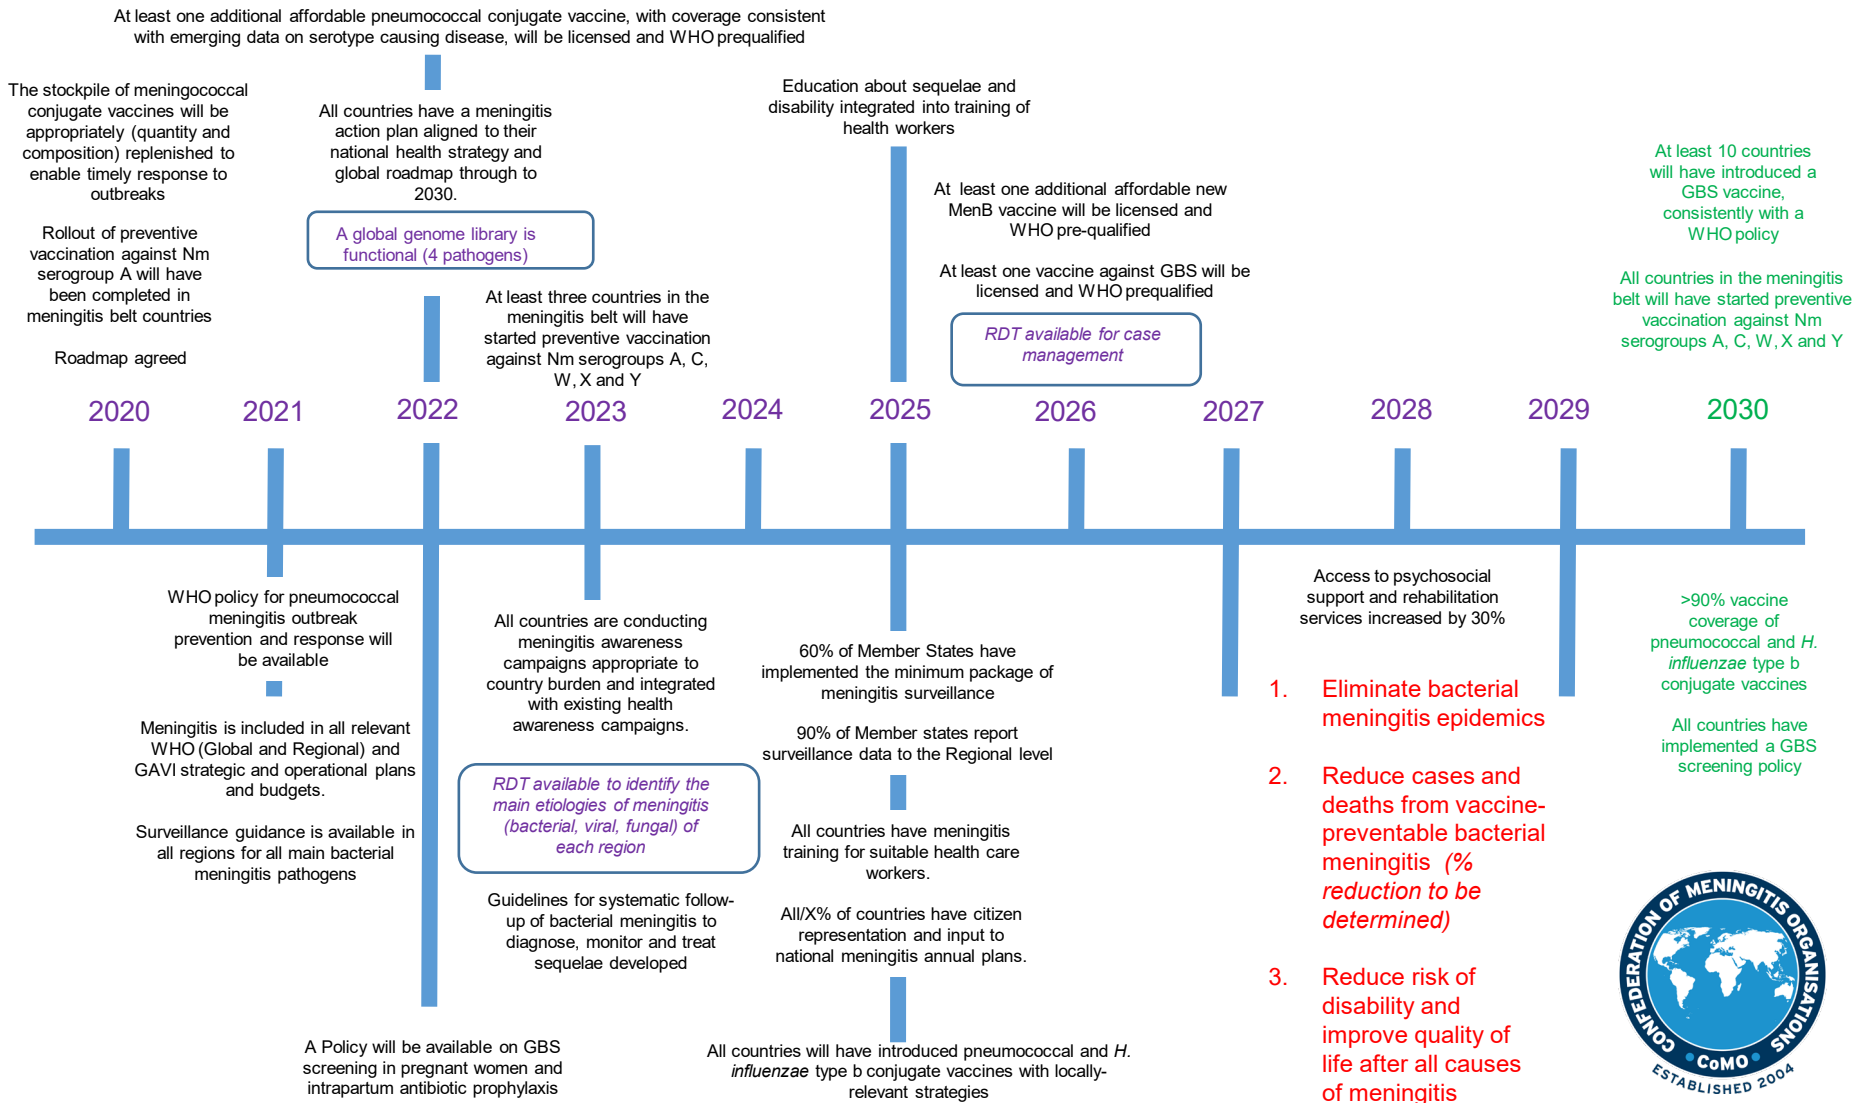 At least one additional affordable pneumococcal conjugate vaccine, with coverage consistent
with emerging data on serotype causing disease, will be licensed and WHO prequalified
The stockpile of meningococcal
conjugate vaccines will be
appropriately (quantity and
composition) replenished to
enable timely response to
outbreaks
Rollout of preventive
vaccination against Nm
serogroup A will have
been completed in
meningitis belt countries
Roadmap agreed
All countries have a meningitis
action plan aligned to their
national health strategy and
global roadmap through to
2030.
A global genome library is
functional (4 pathogens)
At least three countries in the
meningitis belt will have
started preventive vaccination
against Nm serogroups A, C,
W, X and Y
Education about sequelae and
disability integrated into training of
health workers
At least one additional affordable new
MenB vaccine will be licensed and
WHO pre-qualified
At least one vaccine against GBS will be
licensed and WHO prequalified
RDT available for case
management
At least 10 countries
will have introduced a
GBS vaccine,
consistently with a
WHO policy
All countries in the meningitis
belt will have started preventive
vaccination against Nm
serogroups A, C, W, X and Y
2020 2021 2022 2023 2024 2025 2026 2027 2028 2029 2030
WHO policy for pneumococcal
meningitis outbreak
prevention and response will
be available
Meningitis is included in all relevant
WHO (Global and Regional) and
GAVI strategic and operational plans
and budgets.
Surveillance guidance is available in
all regions for all main bacterial
meningitis pathogens
A Policy will be available on GBS
screening in pregnant women and
intrapartum antibiotic prophylaxis
All countries are conducting
meningitis awareness
campaigns appropriate to
country burden and integrated
with existing health
awareness campaigns.
RDT available to identify the
main etiologies of meningitis
(bacterial, viral, fungal) of
each region
Guidelines for systematic follow-
up of bacterial meningitis to
diagnose, monitor and treat
sequelae developed
60% of Member States have
implemented the minimum package of
meningitis surveillance
90% of Member states report
surveillance data to the Regional level
All countries have meningitis
training for suitable health care
workers.
All/X% of countries have citizen
representation and input to
national meningitis annual plans.
All countries will have introduced pneumococcal and H.
influenzae type b conjugate vaccines with locally-
relevant strategies
Access to psychosocial
support and rehabilitation
services increased by 30%
1. Eliminate bacterial
meningitis epidemics
2. Reduce cases and
deaths from vaccine-
preventable bacterial
meningitis (%
reduction to be
determined)
3. Reduce risk of
disability and
improve quality of
life after all causes
of meningitis
>90% vaccine
coverage of
pneumococcal and H.
influenzae type b
conjugate vaccines
All countries have
implemented a GBS
screening policy
CONFEDERATION OF MENINGITIS ORGANISATIONS
• CoMO •
ESTABLISHED 2004